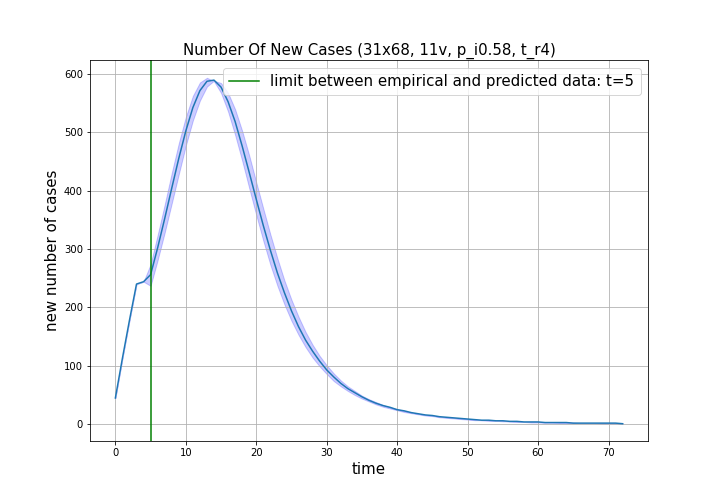 Number Of New Cases (31x68, 11v, p_i0.58, t_r4)
limit between empirical and predicted data: t=5
600
500
400
300
200
100
0
new number of cases
0 10 20 30 40 50 60 70
time